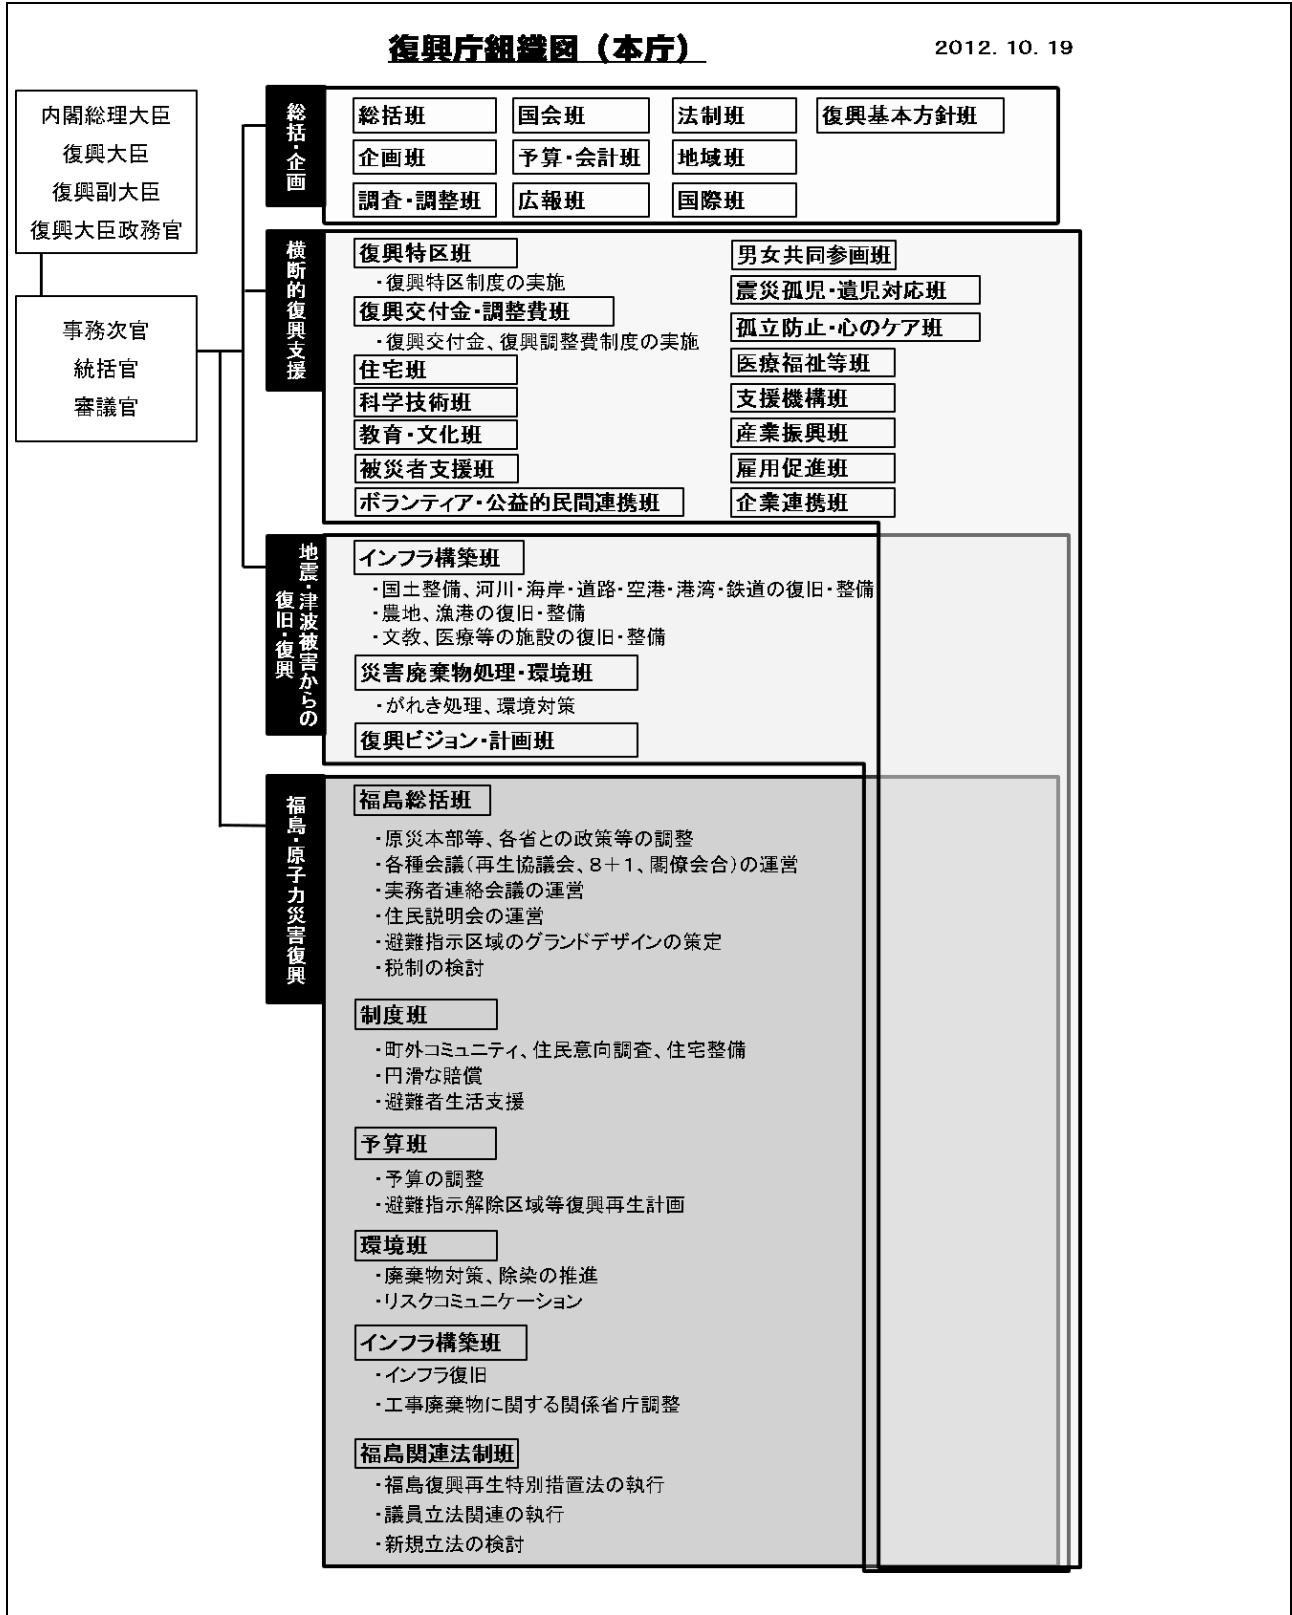 復興庁組織図（本庁）
2012. 10. 19
内閣総理大臣
復興大臣
復興副大臣
復興大臣政務官
事務次官
統括官
審議官
総括・企画
総括班
国会班
法制班
復興基本方針班
企画班
予算・会計班
地域班
調査・調整班
広報班
国際班
横断的復興支援
復興特区班
・復興特区制度の実施
復興交付金・調整費班
・復興交付金、復興調整費制度の実施
住宅班
科学技術班
教育・文化班
被災者支援班
ボランティア・公益的民間連携班
男女共同参画班
震災孤児・遺児対応班
孤立防止・心のケア班
医療福祉等班
支援機構班
産業振興班
雇用促進班
企業連携班
地震・津波被害からの
復旧・復興
インフラ構築班
・国土整備、河川・海岸・道路・空港・港湾・鉄道の復旧・整備
・農地、漁港の復旧・整備
・文教、医療等の施設の復旧・整備
災害廃棄物処理・環境班
・がれき処理、環境対策
復興ビジョン・計画班
福島・原子力災害復興
福島総括班
・原災本部等、各省との政策等の調整
・各種会議（再生協議会、８＋１、閣僚会合）の運営
・実務者連絡会議の運営
・住民説明会の運営
・避難指示区域のグランドデザインの策定
・税制の検討
制度班
・町外コミュニティ、住民意向調査、住宅整備
・円滑な賠償
・避難者生活支援
予算班
・予算の調整
・避難指示解除区域等復興再生計画
環境班
・廃棄物対策、除染の推進
・リスクコミュニケーション
インフラ構築班
・インフラ復旧
・工事廃棄物に関する関係省庁調整
福島関連法制班
・福島復興再生特別措置法の執行
・議員立法関連の執行
・新規立法の検討